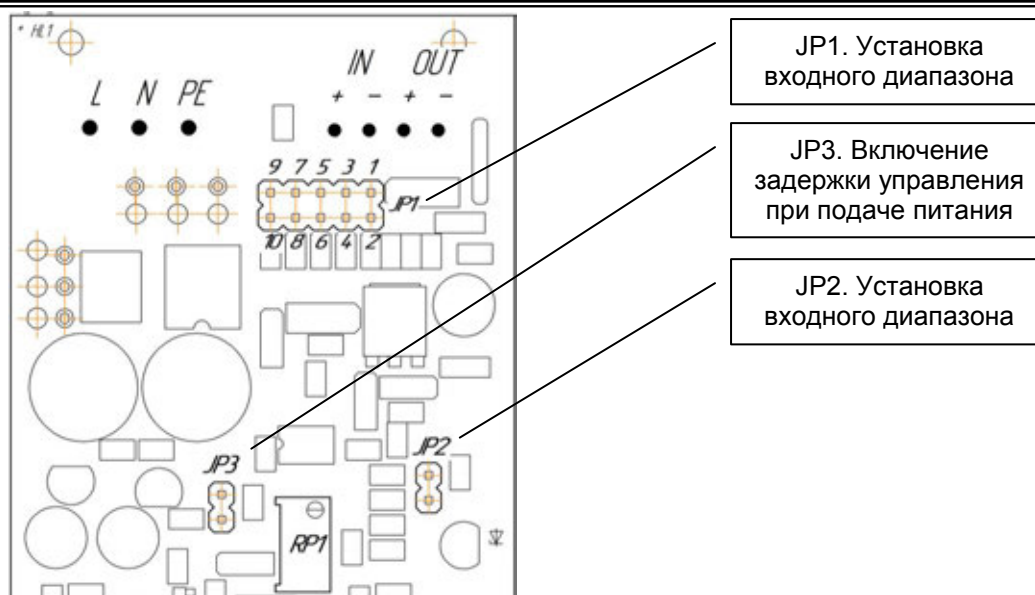 * HL1
IN OUT
L N PE
+ - + -
9 7 5 3 1
JP1
10 8 6 4 2
JP3
JP2
RP1
JP1. Установка
входного диапазона
JP3. Включение
задержки управления
при подаче питания
JP2. Установка
входного диапазона